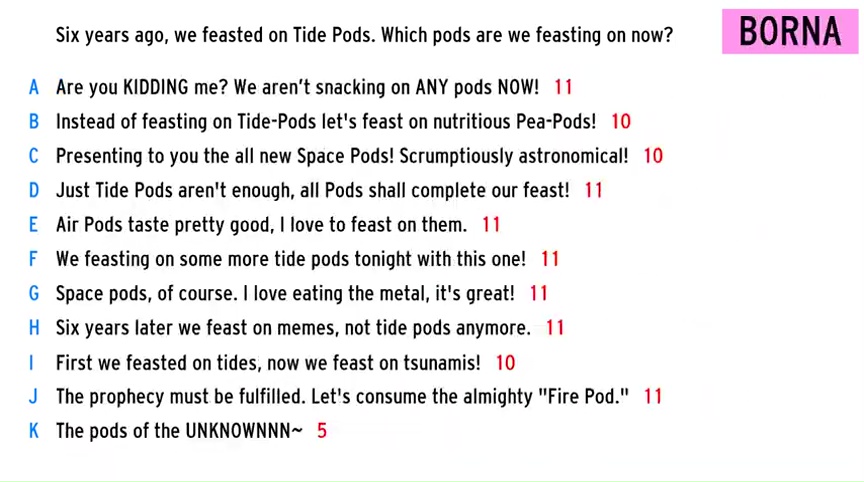 Six years ago, we feasted on Tide Pods. Which pods are we feasting on now?
BORNA
A Are you KIDDING me? We aren't snacking on ANY pods NOW! 11
B Instead of feasting on Tide-Pods let's feast on nutritious Pea-Pods! 10
C Presenting to you the all new Space Pods! Scrumptiously astronomical! 10
D Just Tide Pods aren't enough, all Pods shall complete our feast! 11
E Air Pods taste pretty good, I love to feast on them. 11
F We feasting on some more tide pods tonight with this one! 11
G Space pods, of course. I love eating the metal, it's great! 11
H Six years later we feast on memes, not tide pods anymore. 11
I First we feasted on tides, now we feast on tsunamis! 10
J The prophecy must be fulfilled. Let's consume the almighty "Fire Pod." 11
K The pods of the UNKNOWNNN~ 5